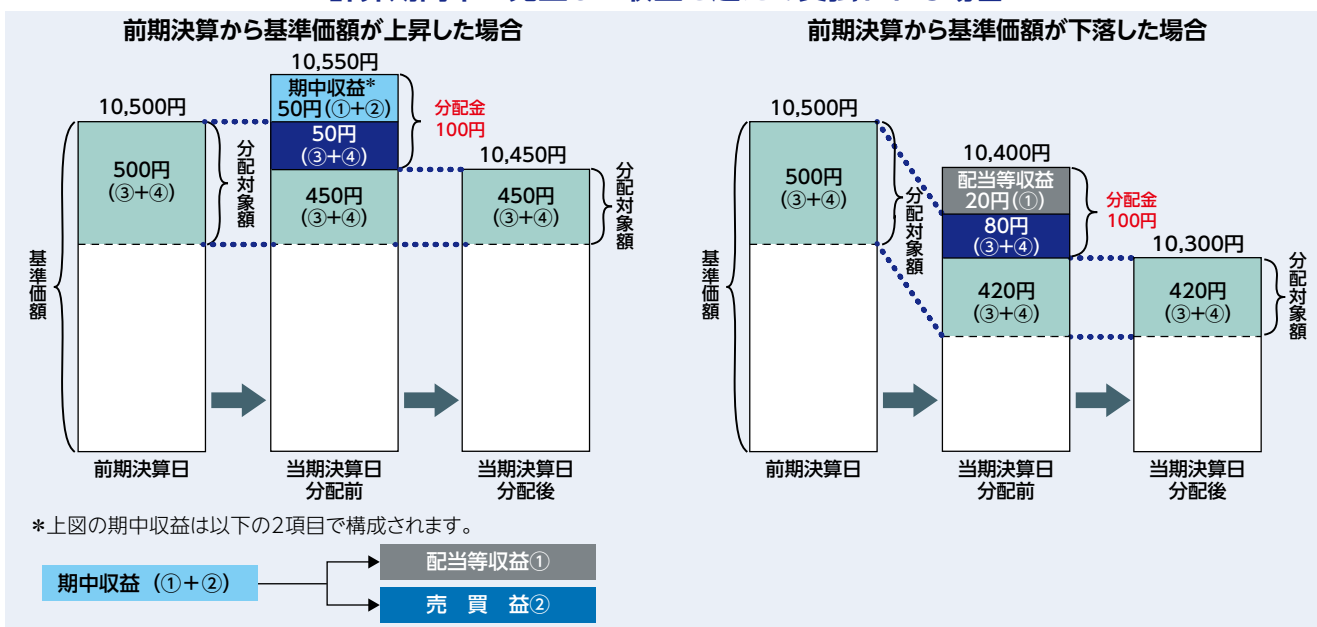 前期決算から基準価額が上昇した場合
10,500円
500円
(③+④)
分配対象額
基準価額
前期決算日
10,550円
期中収益*
50円(①+②)
50円
(③+④)
450円
(③+④)
分配金
100円
当期決算日
分配前
10,450円
450円
(③+④)
分配対象額
当期決算日
分配後
*上図の期中収益は以下の2項目で構成されます。
期中収益 (①+②)
配当等収益①
売 買 益②
前期決算から基準価額が下落した場合
10,500円
500円
(③+④)
分配対象額
基準価額
前期決算日
10,400円
配当等収益
20円(①)
80円
(③+④)
420円
(③+④)
分配金
100円
当期決算日
分配前
10,300円
420円
(③+④)
分配対象額
当期決算日
分配後